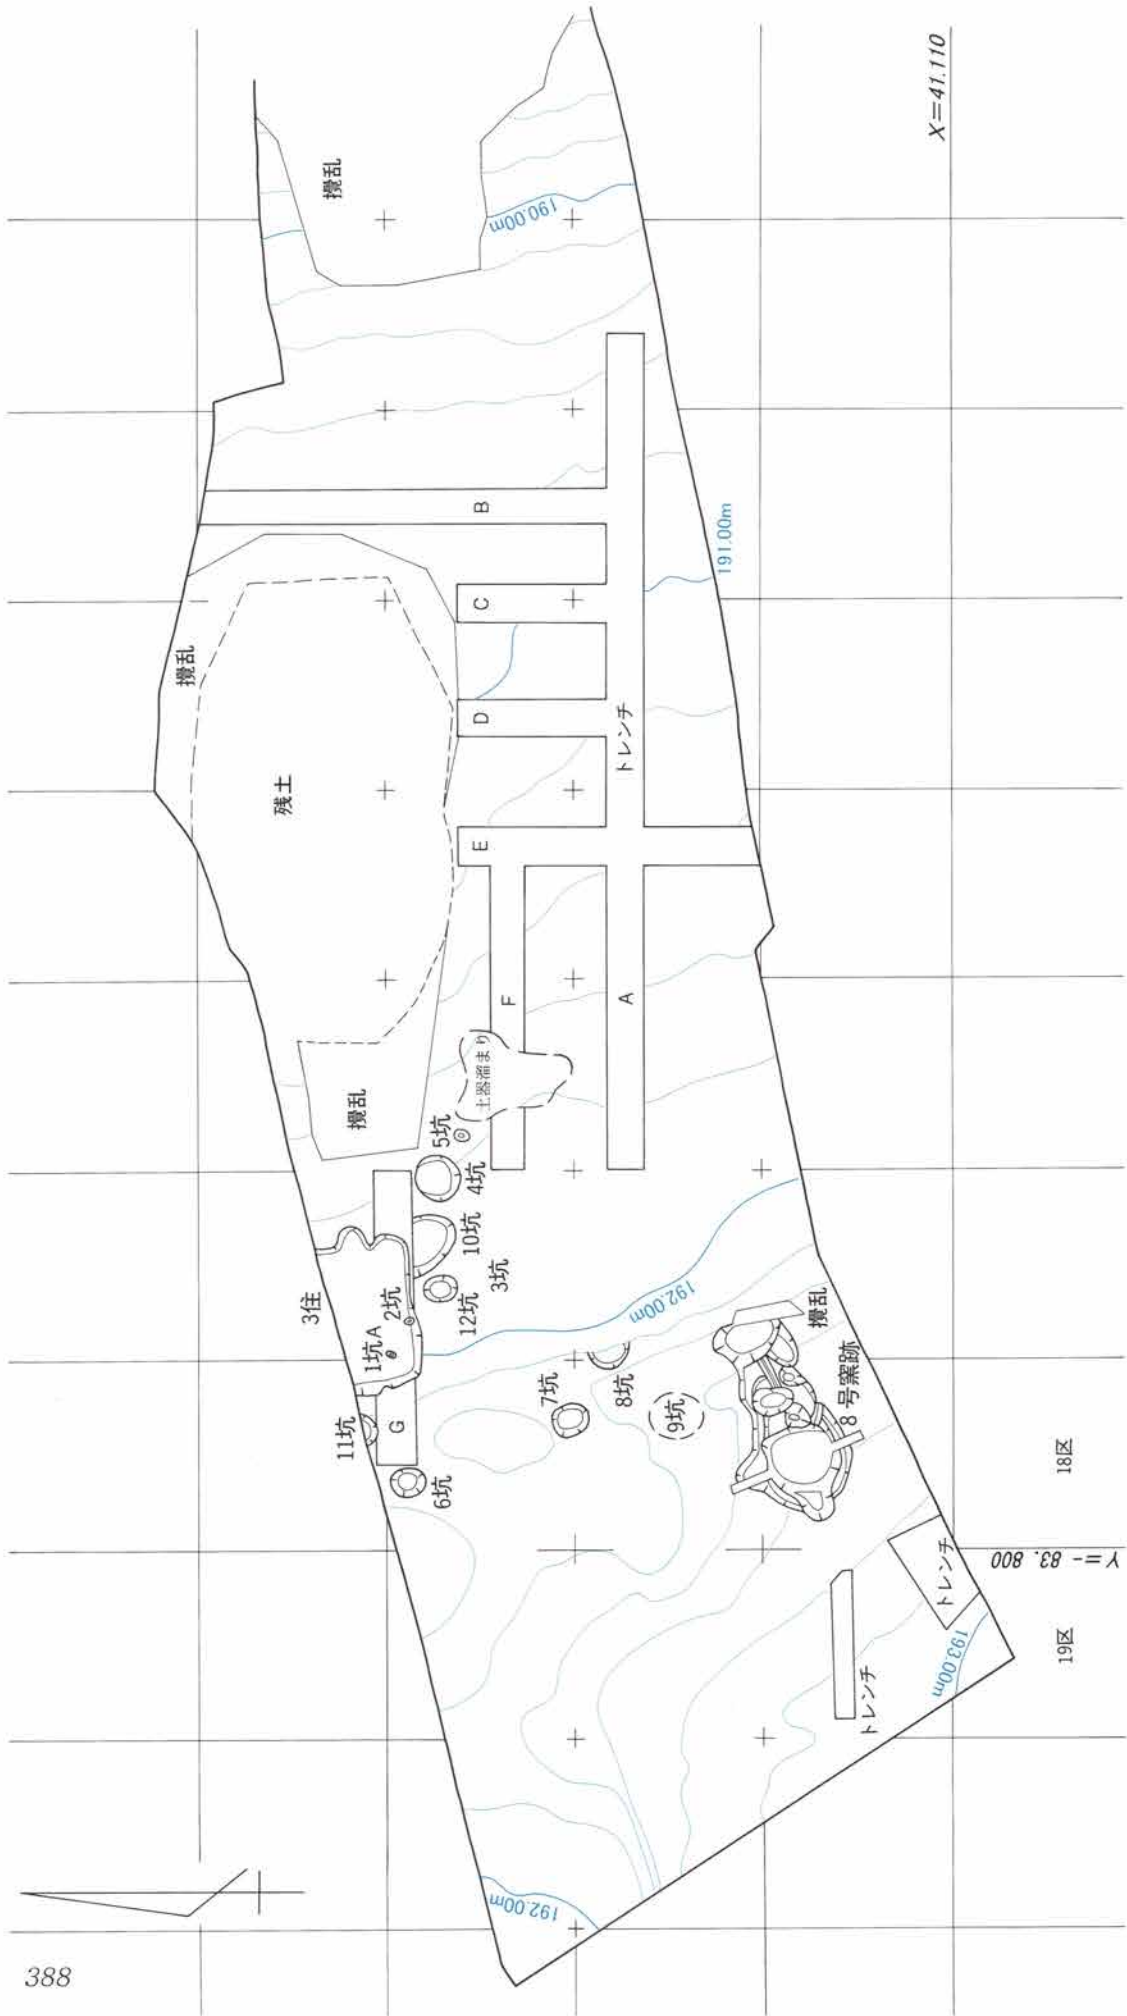 X=41.110
攪乱
190.00m
B
191.00m
攪乱
C
D
トレンチ
残土
E
F
A
土器溜まり
攪乱
5坑
4坑
10坑
3坑
12坑
3住
2坑
1坑A
192.00m
攪乱
7坑
8坑
9坑
8号窯跡
11坑
G
6坑
18区
Y=-83.800
トレンチ
トレンチ
19区
193.00m
192.00m
388